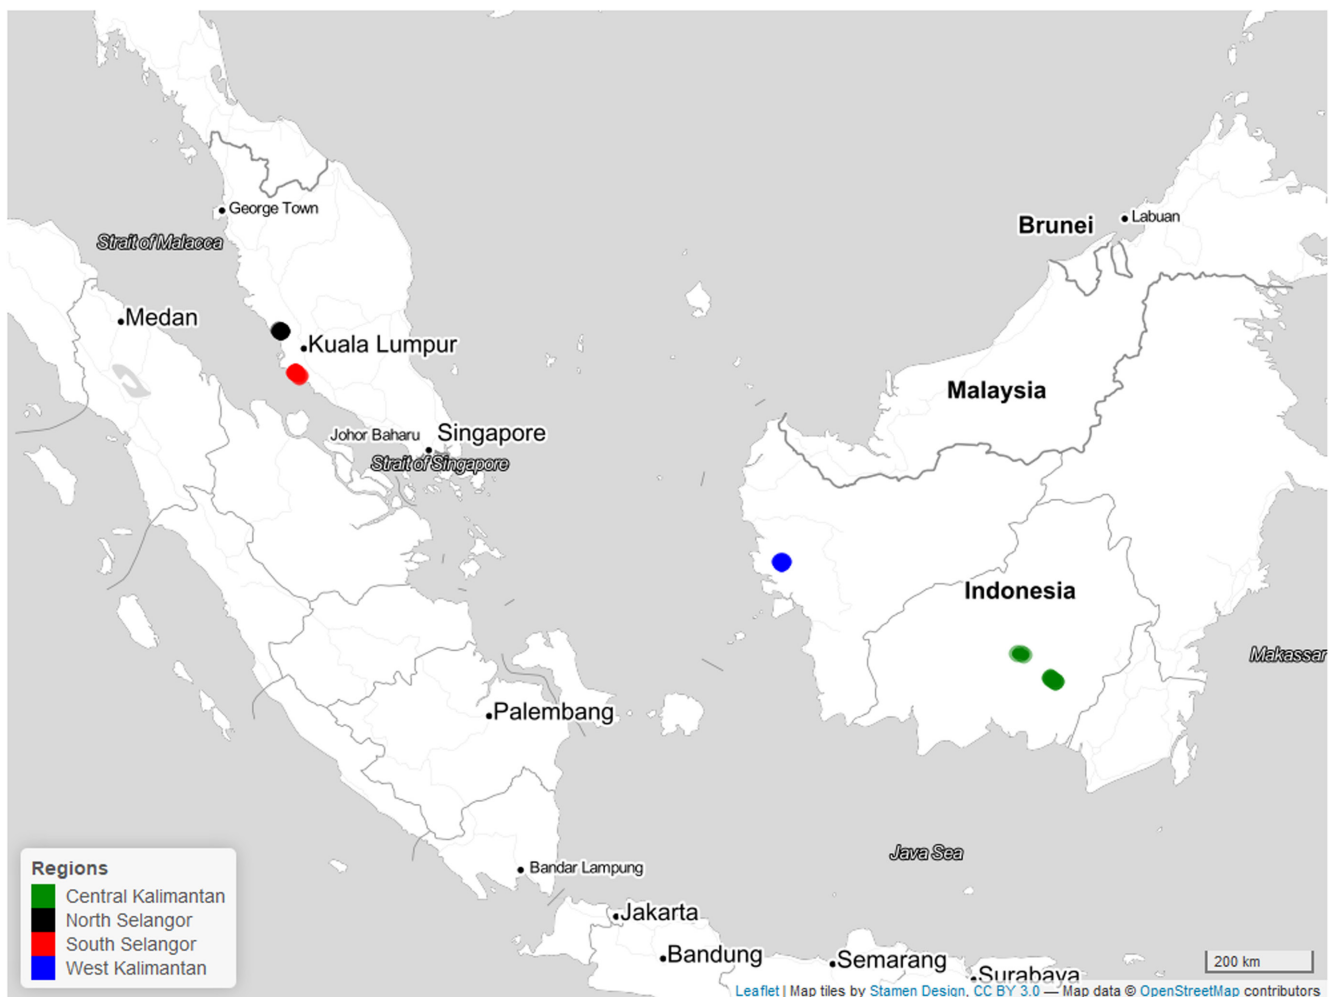 George Town
Strait of Malacca
Brunei
Labuan
Medan
Kuala Lumpur
Malaysia
Johor Baharu
Singapore
Strait of Singapore
Indonesia
Makassar
Palembang
Java Sea
Bandar Lampung
Jakarta
Bandung
Semarang
Surabaya
Regions
Central Kalimantan
North Selangor
South Selangor
West Kalimantan
200 km
Leaflet | Map tiles by Stamen Design, CC BY 3.0 — Map data © OpenStreetMap contributors